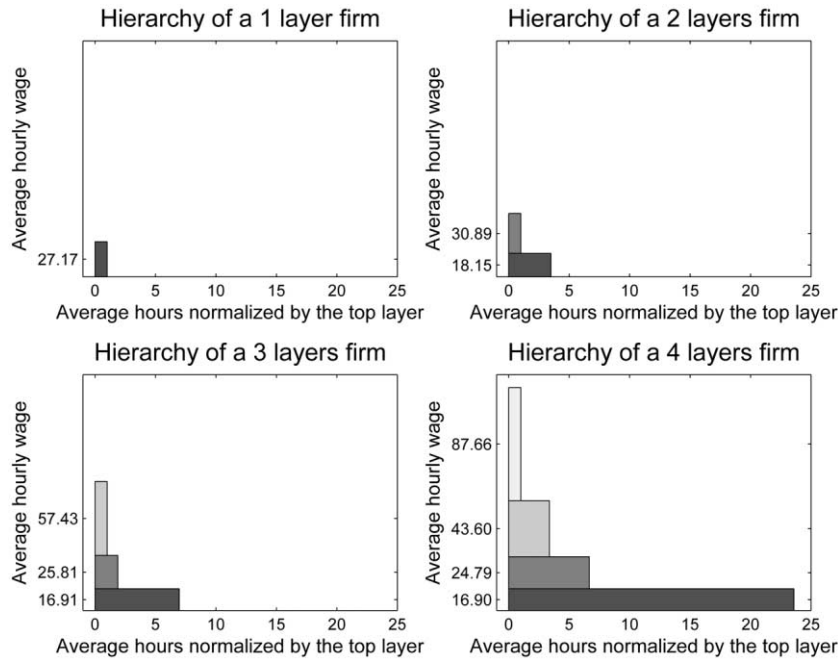 Hierarchy of a 1 layer firm
Average hourly wage
27.17
0 5 10 15 20 25
Average hours normalized by the top layer
Hierarchy of a 2 layers firm
Average hourly wage
30.89
18.15
0 5 10 15 20 25
Average hours normalized by the top layer
Hierarchy of a 3 layers firm
Average hourly wage
57.43
25.81
16.91
0 5 10 15 20 25
Average hours normalized by the top layer
Hierarchy of a 4 layers firm
Average hourly wage
87.66
43.60
24.79
16.90
0 5 10 15 20 25
Average hours normalized by the top layer